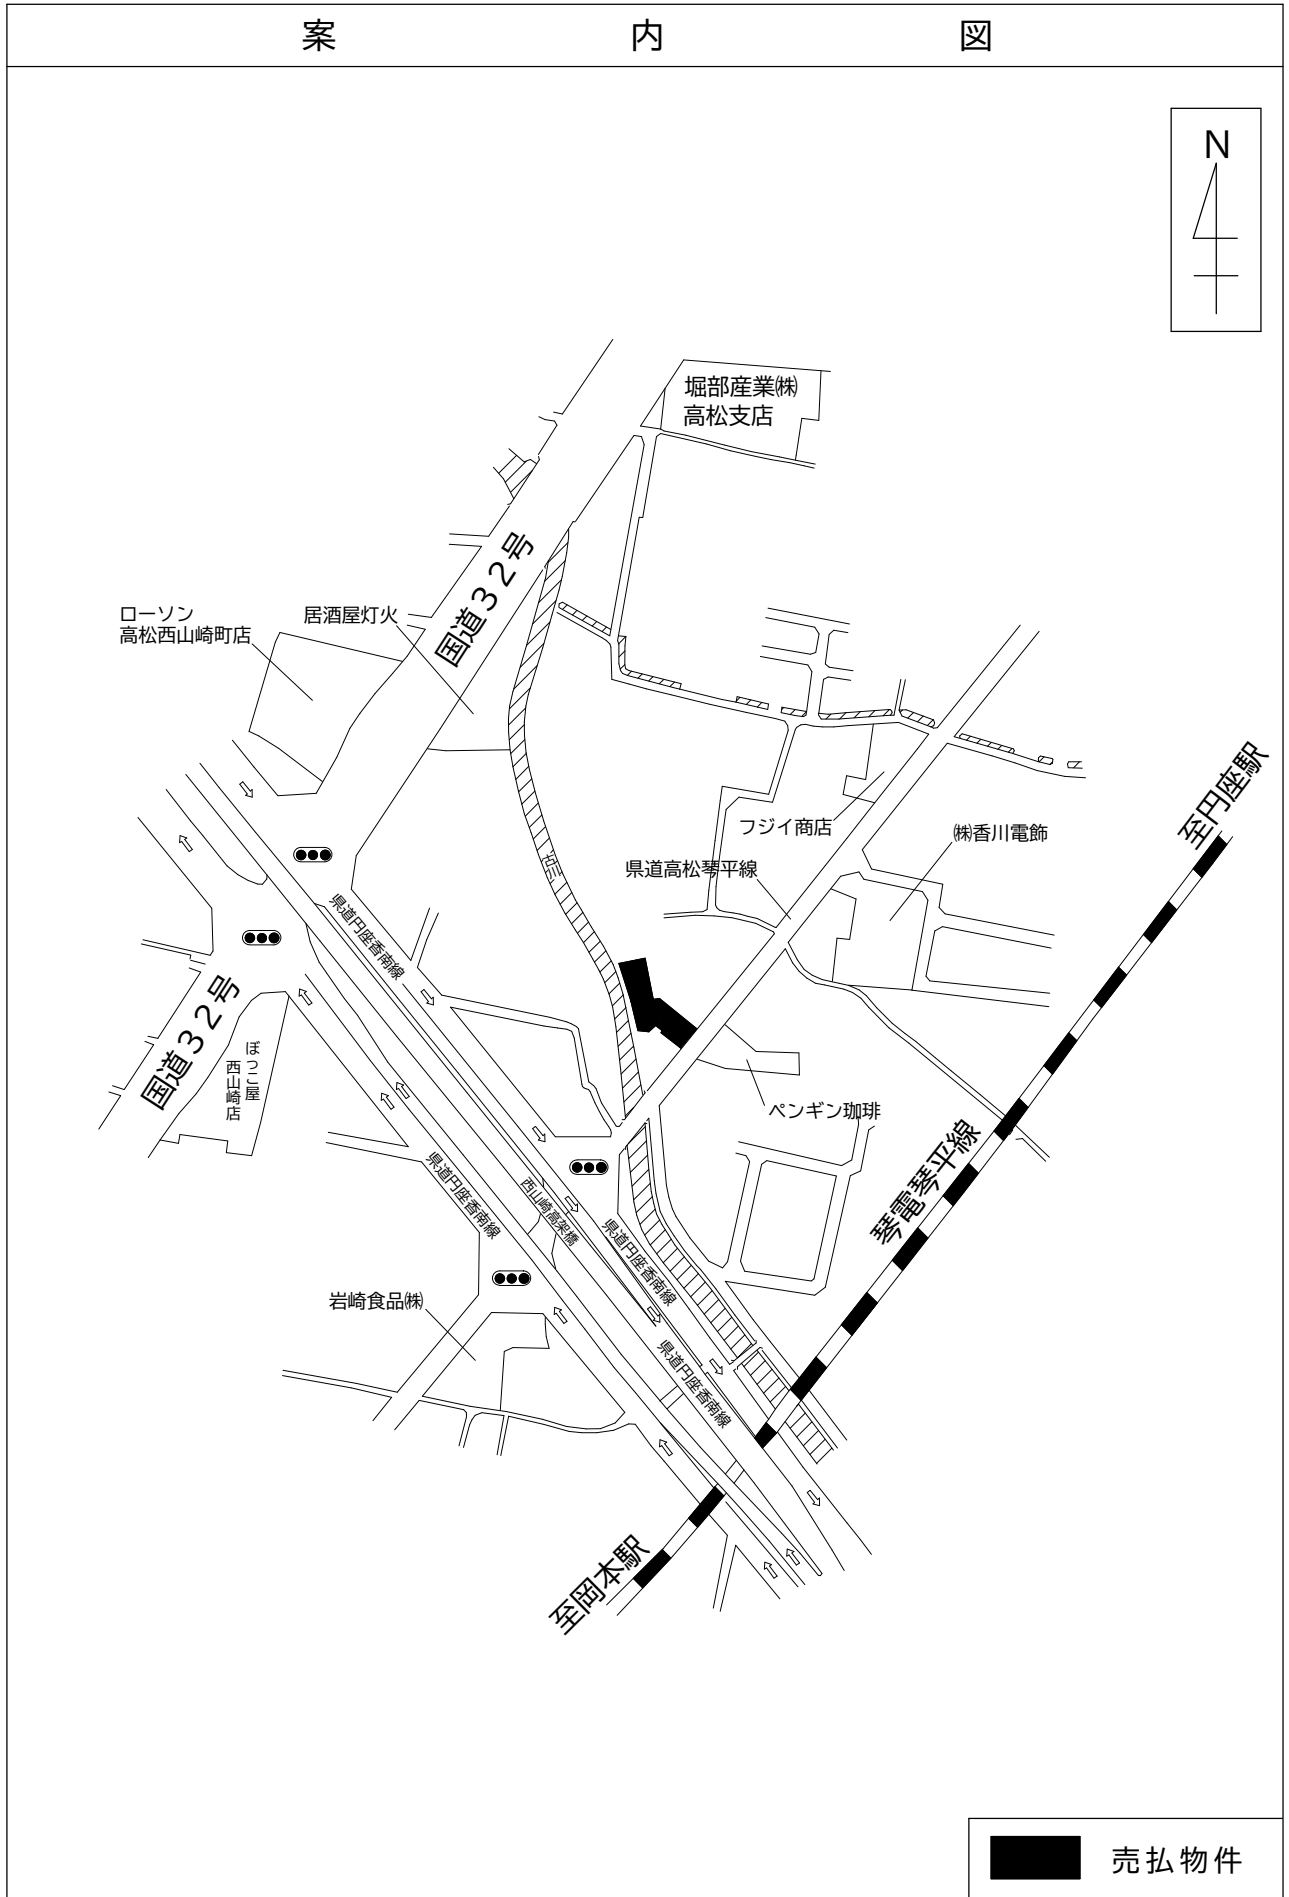 案内図
N
堀部産業㈱
高松支店
国道３２号
ローソン
高松西山崎町店
居酒屋灯火
フジイ商店
㈱香川電飾
至円座駅
県道高松琴平線
県道円座香南線
国道３２号
ぼっこ屋
西山崎店
ペンギン珈琲
琴電琴平線
県道円座香南線
西山崎高架橋
県道円座香南線
岩崎食品㈱
県道円座香南線
至岡本駅
売払物件